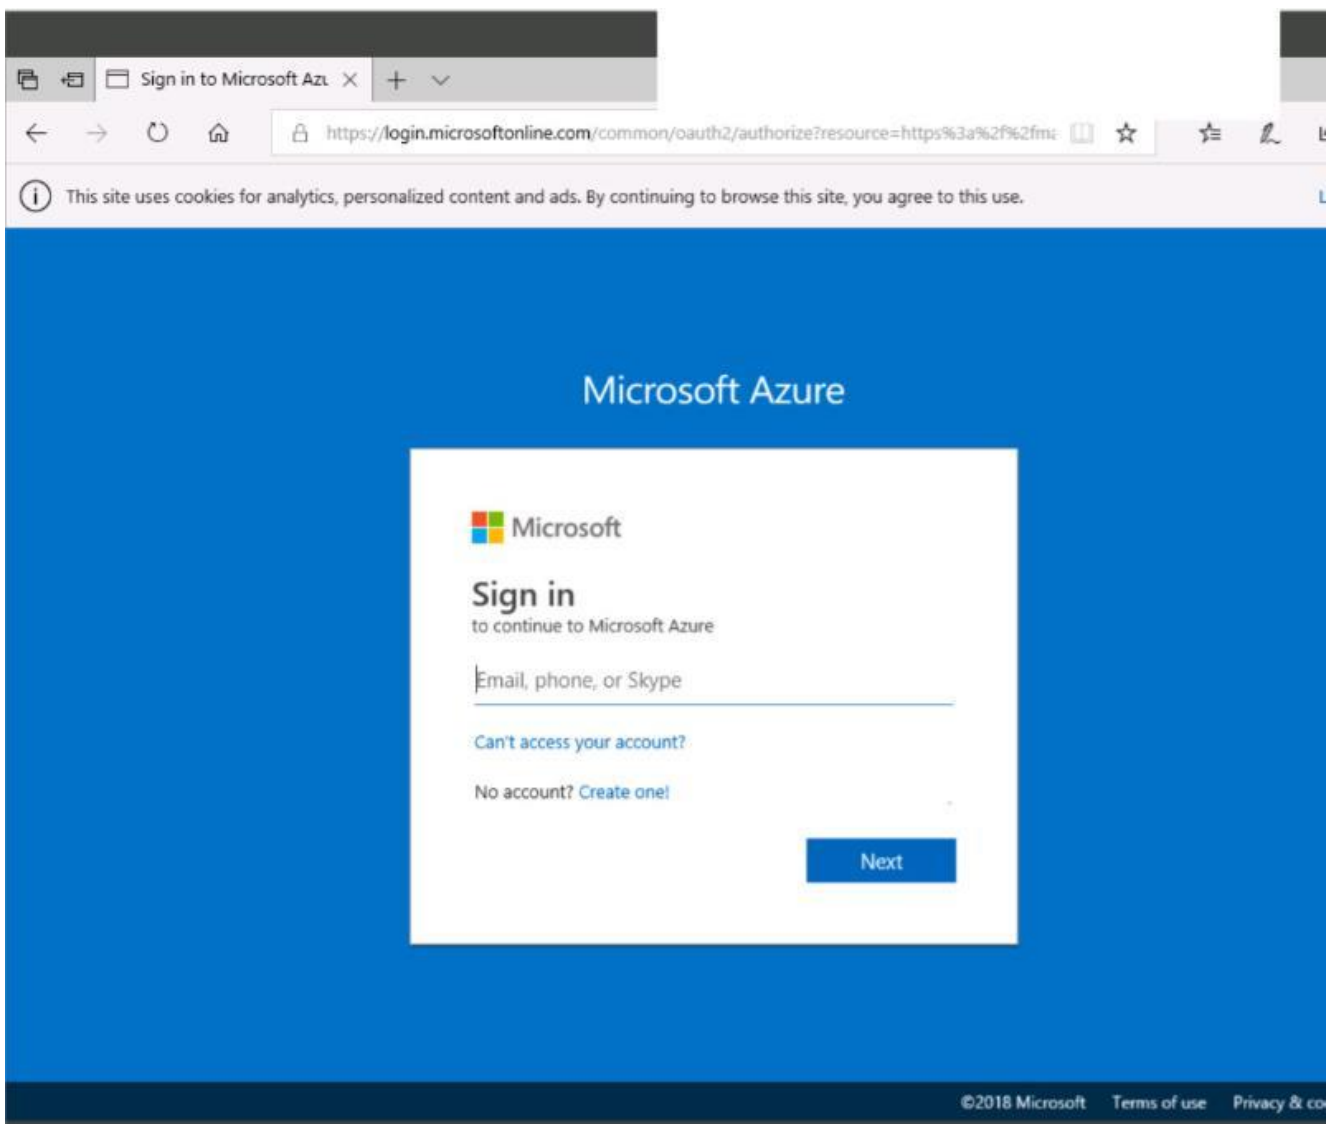 Sign in to Microsoft Azu
https://login.microsoftonline.com/common/oauth2/authorize?resource=https%3a%2f%2fma
This site uses cookies for analytics, personalized content and ads. By continuing to browse this site, you agree to this use.
Microsoft Azure
Microsoft
Sign in
to continue to Microsoft Azure
Email, phone, or Skype
Can't access your account?
No account? Create one!
Next
©2018 Microsoft Terms of use Privacy & co